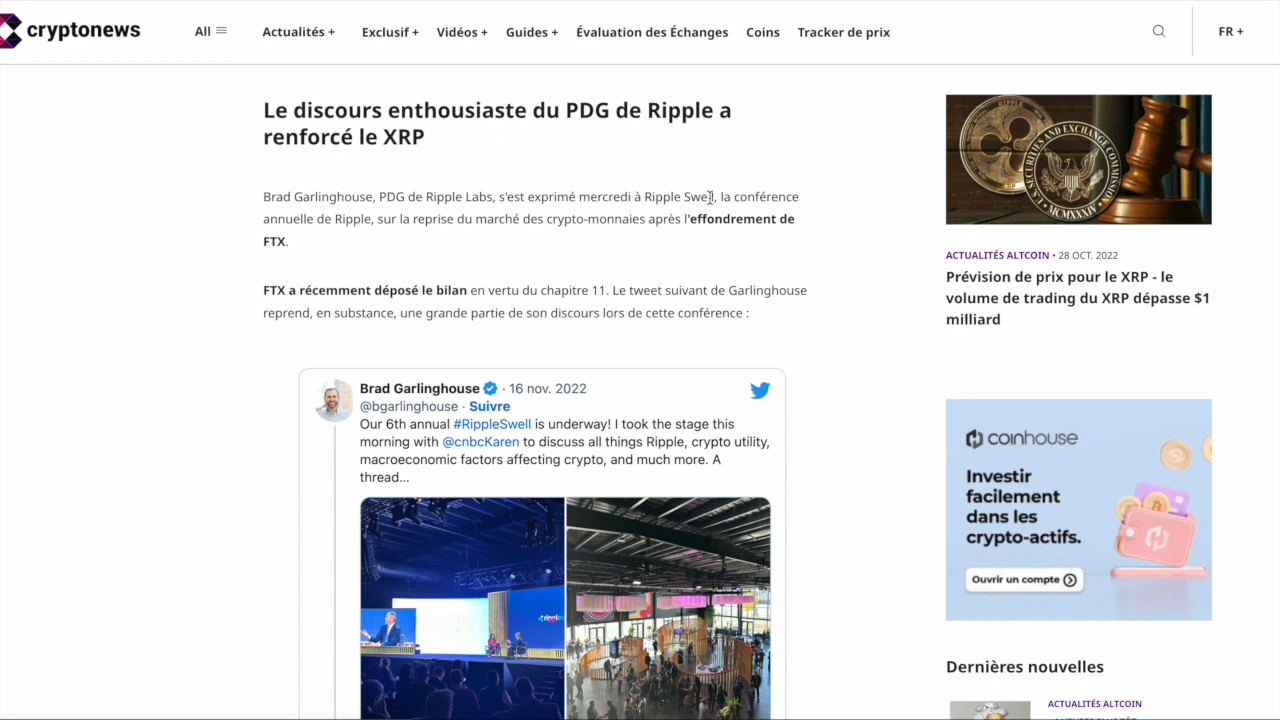 cryptonews
All
Actualités +
Exclusif +
Vidéos +
Guides +
Évaluation des Échanges
Coins
Tracker de prix
FR +
Le discours enthousiaste du PDG de Ripple a
renforcé le XRP
Brad Garlinghouse, PDG de Ripple Labs, s'est exprimé mercredi à Ripple Swell, la conférence
annuelle de Ripple, sur la reprise du marché des crypto-monnaies après l'effondrement de
FTX.
FTX a récemment déposé le bilan en vertu du chapitre 11. Le tweet suivant de Garlinghouse
reprend, en substance, une grande partie de son discours lors de cette conférence :
Brad Garlinghouse · 16 nov. 2022
@bgarlinghouse · Suivre
Our 6th annual #RippleSwell is underway! I took the stage this
morning with @cnbcKaren to discuss all things Ripple, crypto utility,
macroeconomic factors affecting crypto, and much more. A
thread...
ripple
RIPPLE
SECURITIES AND EXCHANGE COMMISSION
MCMXXXIV
ACTUALITÉS ALTCOIN • 28 OCT. 2022
Prévision de prix pour le XRP - le
volume de trading du XRP dépasse $1
milliard
coinhouse
Investir
facilement
dans les
crypto-actifs.
Ouvrir un compte
Dernières nouvelles
ACTUALITÉS ALTCOIN